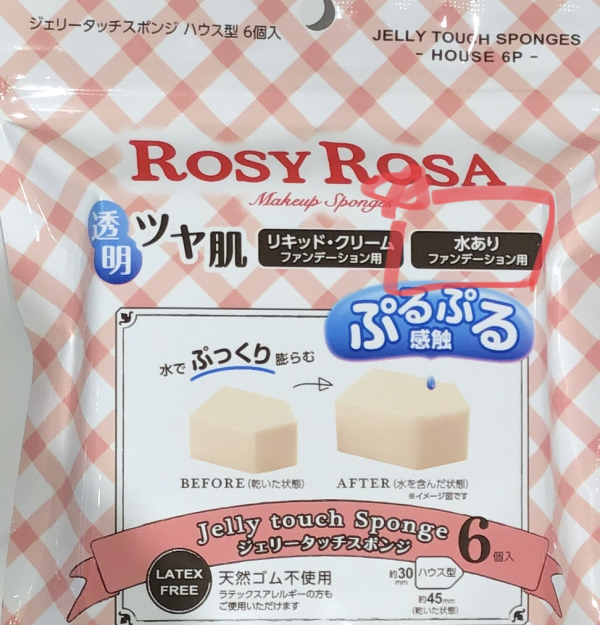 ジェリータッチスポンジ ハウス型 6個入
JELLY TOUCH SPONGES
- HOUSE 6P -
ROSY ROSA
Makeup Sponges
透明
ツヤ肌
リキッド・クリーム
ファンデーション用
水あり
ファンデーション用
ぷるぷる
感触
水でぷっくり膨らむ
BEFORE(乾いた状態)
AFTER(水を含んだ状態)
※イメージ図です
Jelly touch Sponge
ジェリータッチスポンジ
6個入
LATEX
FREE
天然ゴム不使用
ラテックスアレルギーの方も
ご使用いただけます
約30mm
ハウス型
約45mm
(乾いた状態)